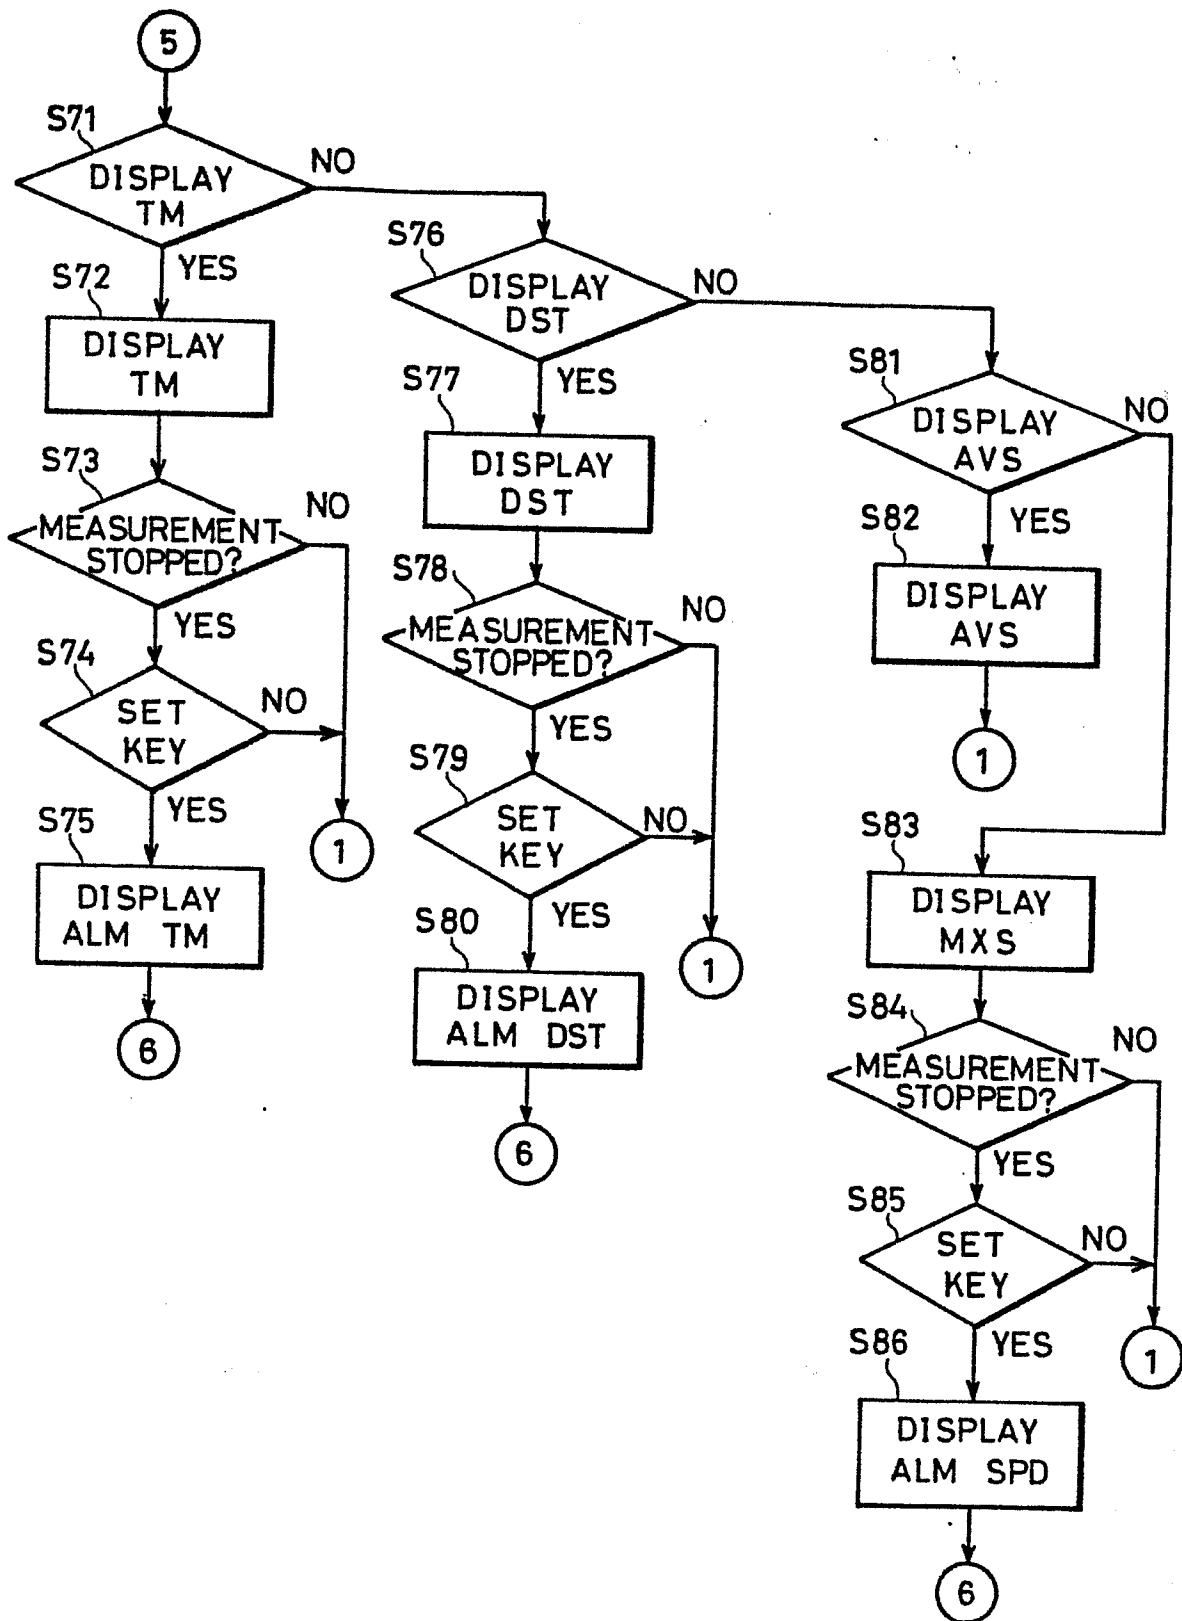 5
S71
DISPLAY
TM
NO
YES
S72
DISPLAY
TM
S73
MEASUREMENT
STOPPED?
NO
YES
S74
SET
KEY
NO
YES
1
S75
DISPLAY
ALM TM
6
S76
DISPLAY
DST
NO
YES
S77
DISPLAY
DST
S78
MEASUREMENT
STOPPED?
NO
YES
S79
SET
KEY
NO
YES
1
S80
DISPLAY
ALM DST
6
S81
DISPLAY
AVS
NO
YES
S82
DISPLAY
AVS
1
S83
DISPLAY
MXS
S84
MEASUREMENT
STOPPED?
NO
YES
S85
SET
KEY
NO
YES
1
S86
DISPLAY
ALM SPD
6